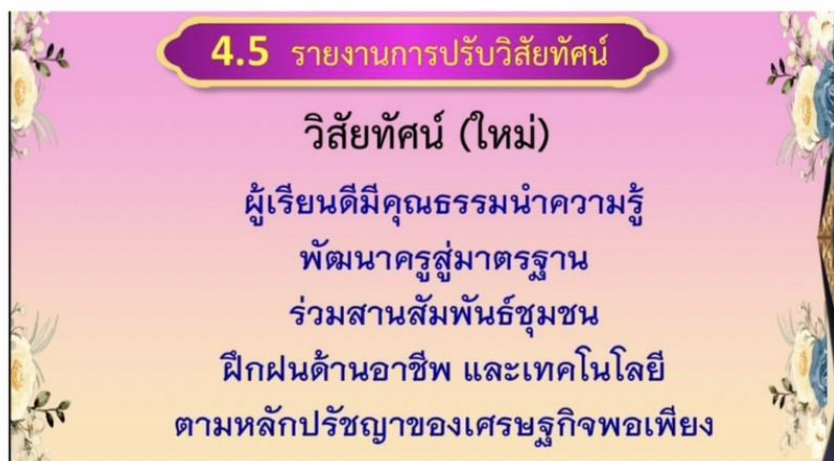 4.5 รายงานการปรับวิสัยทัศน์
วิสัยทัศน์ (ใหม่)
ผู้เรียนดีมีคุณธรรมนำความรู้
พัฒนาครูสู่มาตรฐาน
ร่วมสานสัมพันธ์ชุมชน
ฝึกฝนด้านอาชีพ และเทคโนโลยี
ตามหลักปรัชญาของเศรษฐกิจพอเพียง